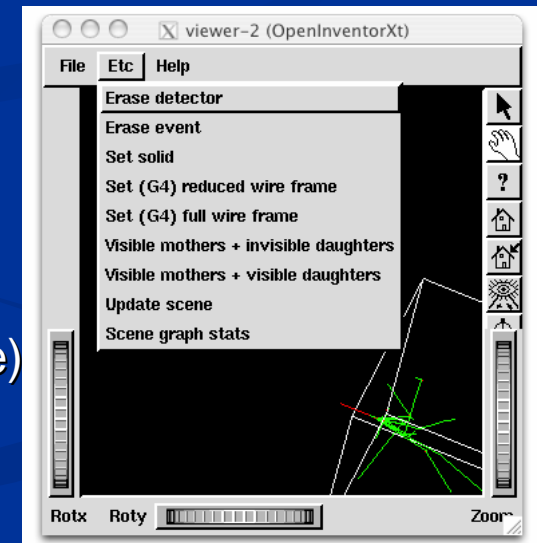 viewer-2 (OpenInventorXt)
File Etc Help
Erase detector
Erase event
Set solid
Set (G4) reduced wire frame
Set (G4) full wire frame
Visible mothers + invisible daughters
Visible mothers + visible daughters
Update scene
Scene graph stats
?
e)
Rotx Roty Zoom